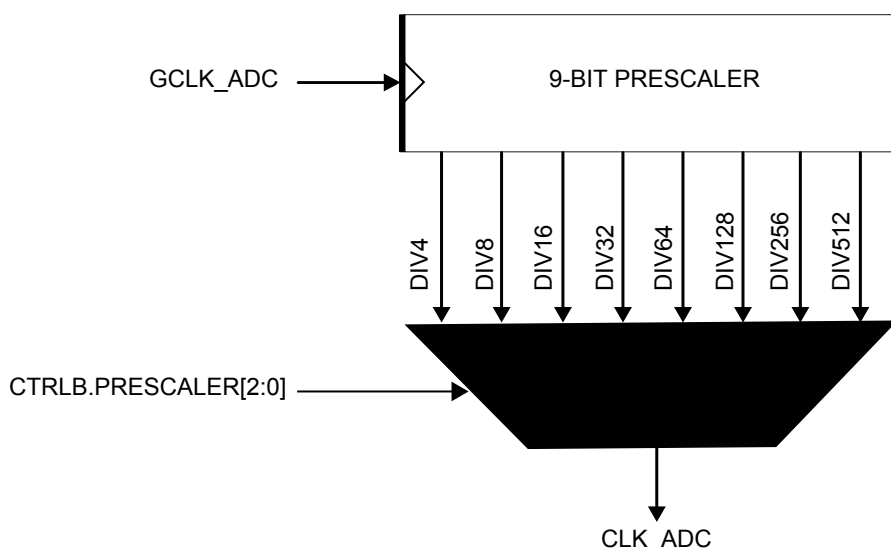 GCLK_ADC
9-BIT PRESCALER
DIV4
DIV8
DIV16
DIV32
DIV64
DIV128
DIV256
DIV512
CTRLB.PRESCALER[2:0]
CLK_ADC